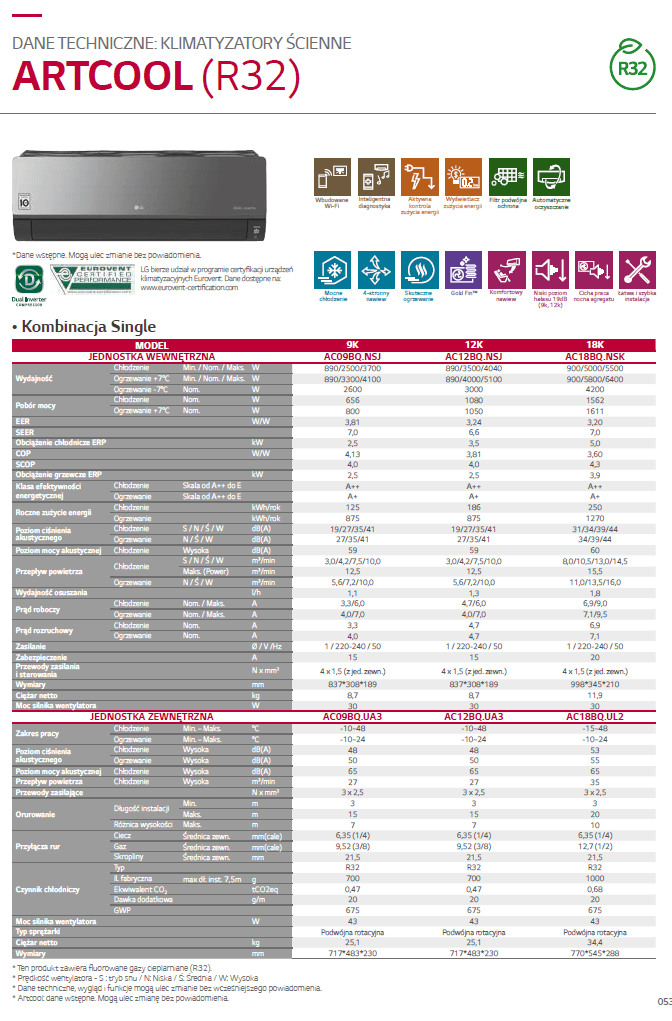 DANE TECHNICZNE: KLIMATYZATORY ŚCIENNE
ARTCOOL (R32)
R32
Wbudowane Wi-Fi
Inteligentna diagnostyka
Aktywna kontrola zużycia energii
Wyświetlacz zużycia energii
Filtr podwójna ochrona
Automatyczne oczyszczanie
*Dane wstępne. Mogą ulec zmianie bez powiadomienia.
Dual Inverter
COMPRESSOR
EUROVENT
CERTIFIED
PERFORMANCE
LG bierze udział w programie certyfikacji urządzeń
klimatyzacyjnych Eurovent. Dane dostępne na:
www.eurovent-certification.com
Mocne chłodzenie
4-stronny nawiew
Skuteczne ogrzewanie
Gold Fin™
Komfortowy nawiew
Niski poziom hałasu 19dB (9k, 12k)
Cicha praca nocna agregatu
Łatwa i szybka instalacja
• Kombinacja Single
MODEL 9K 12K 18K
JEDNOSTKA WEWNĘTRZNA AC09BQ.NSJ AC12BQ.NSJ AC18BQ.NSK
Wydajność Chłodzenie Min. / Nom. / Maks. W 890/2500/3700 890/3500/4040 900/5000/5500
Ogrzewanie +7°C Min. / Nom. / Maks. W 890/3300/4100 890/4000/5100 900/5800/6400
Ogrzewanie -7°C Nom. W 2600 3000 4200
Pobór mocy Chłodzenie Nom. W 656 1080 1562
Ogrzewanie +7°C Nom. W 800 1050 1611
EER W/W 3,81 3,24 3,20
SEER 7,0 6,6 7,0
Obciążenie chłodnicze ERP kW 2,5 3,5 5,0
COP W/W 4,13 3,81 3,60
SCOP 4,0 4,0 4,3
Obciążenie grzewcze ERP kW 2,5 2,5 3,9
Klasa efektywności energetycznej Chłodzenie Skala od A++ do E A++ A++ A++
Ogrzewanie Skala od A++ do E A+ A+ A+
Roczne zużycie energii Chłodzenie kWh/rok 125 186 250
Ogrzewanie kWh/rok 875 875 1270
Poziom ciśnienia akustycznego Chłodzenie S / N / Ś / W dB(A) 19/27/35/41 19/27/35/41 31/34/39/44
Ogrzewanie N / Ś / W dB(A) 27/35/41 27/35/41 34/39/44
Poziom mocy akustycznej Chłodzenie Wysoka dB(A) 59 59 60
Przepływ powietrza Chłodzenie S / N / Ś / W m³/min 3,0/4,2/7,5/10,0 3,0/4,2/7,5/10,0 8,0/10,5/13,0/14,5
Maks. (Power) m³/min 12,5 12,5 15,5
Ogrzewanie N / Ś / W m³/min 5,6/7,2/10,0 5,6/7,2/10,0 11,0/13,5/16,0
Wydajność osuszania l/h 1,1 1,3 1,8
Prąd roboczy Chłodzenie Nom. / Maks. A 3,3/6,0 4,7/6,0 6,9/9,0
Ogrzewanie Nom. / Maks. A 4,0/7,0 4,0/7,0 7,1/9,5
Prąd rozruchowy Chłodzenie Nom. A 3,3 4,7 6,9
Ogrzewanie Nom. A 4,0 4,7 7,1
Zasilanie Ø / V /Hz 1 / 220-240 / 50 1 / 220-240 / 50 1 / 220-240 / 50
Zabezpieczenie A 15 15 20
Przewody zasilania i sterowania N x mm² 4 x 1,5 (z jed. zewn.) 4 x 1,5 (z jed. zewn.) 4 x 1,5 (z jed. zewn.)
Wymiary mm 837*308*189 837*308*189 998*345*210
Ciężar netto kg 8,7 8,7 11,9
Moc silnika wentylatora W 30 30 30
JEDNOSTKA ZEWNĘTRZNA AC09BQ.UA3 AC12BQ.UA3 AC18BQ.UL2
Zakres pracy Chłodzenie Min. – Maks. °C -10~48 -10~48 -15~48
Ogrzewanie Min. – Maks. °C -10~24 -10~24 -10~24
Poziom ciśnienia akustycznego Chłodzenie Wysoka dB(A) 48 48 53
Ogrzewanie Wysoka dB(A) 50 50 55
Poziom mocy akustycznej Chłodzenie Wysoka dB(A) 65 65 65
Przepływ powietrza Chłodzenie Wysoka m³/min 27 27 35
Przewody zasilające N x mm² 3 x 2,5 3 x 2,5 3 x 2,5
Orurowanie Długość instalacji Min. m 3 3 3
Maks. m 15 15 20
Różnica wysokości Maks. m 7 7 10
Przyłącza rur Ciecz Średnica zewn. mm(cale) 6,35 (1/4) 6,35 (1/4) 6,35 (1/4)
Gaz Średnica zewn. mm(cale) 9,52 (3/8) 9,52 (3/8) 12,7 (1/2)
Skropliny Średnica zewn. mm 21,5 21,5 21,5
Czynnik chłodniczy Typ R32 R32 R32
Il. fabryczna max dł. inst. 7,5m g 700 700 1000
Ekwiwalent CO₂ tCO2eq 0,47 0,47 0,68
Dawka dodatkowa g/m 20 20 20
GWP 675 675 675
Moc silnika wentylatora W 43 43 43
Typ sprężarki Podwójna rotacyjna Podwójna rotacyjna Podwójna rotacyjna
Ciężar netto kg 25,1 25,1 34,4
Wymiary mm 717*483*230 717*483*230 770*545*288
* Ten produkt zawiera fluorowane gazy cieplarniane (R32).
* Prędkość wentylatora - S : tryb snu / N: Niska / Ś: Średnia / W: Wysoka
* Dane techniczne, wygląd i funkcje mogą ulec zmianie bez wcześniejszego powiadomienia.
* Artcool: dane wstępne. Mogą ulec zmianę bez powiadomienia.
053